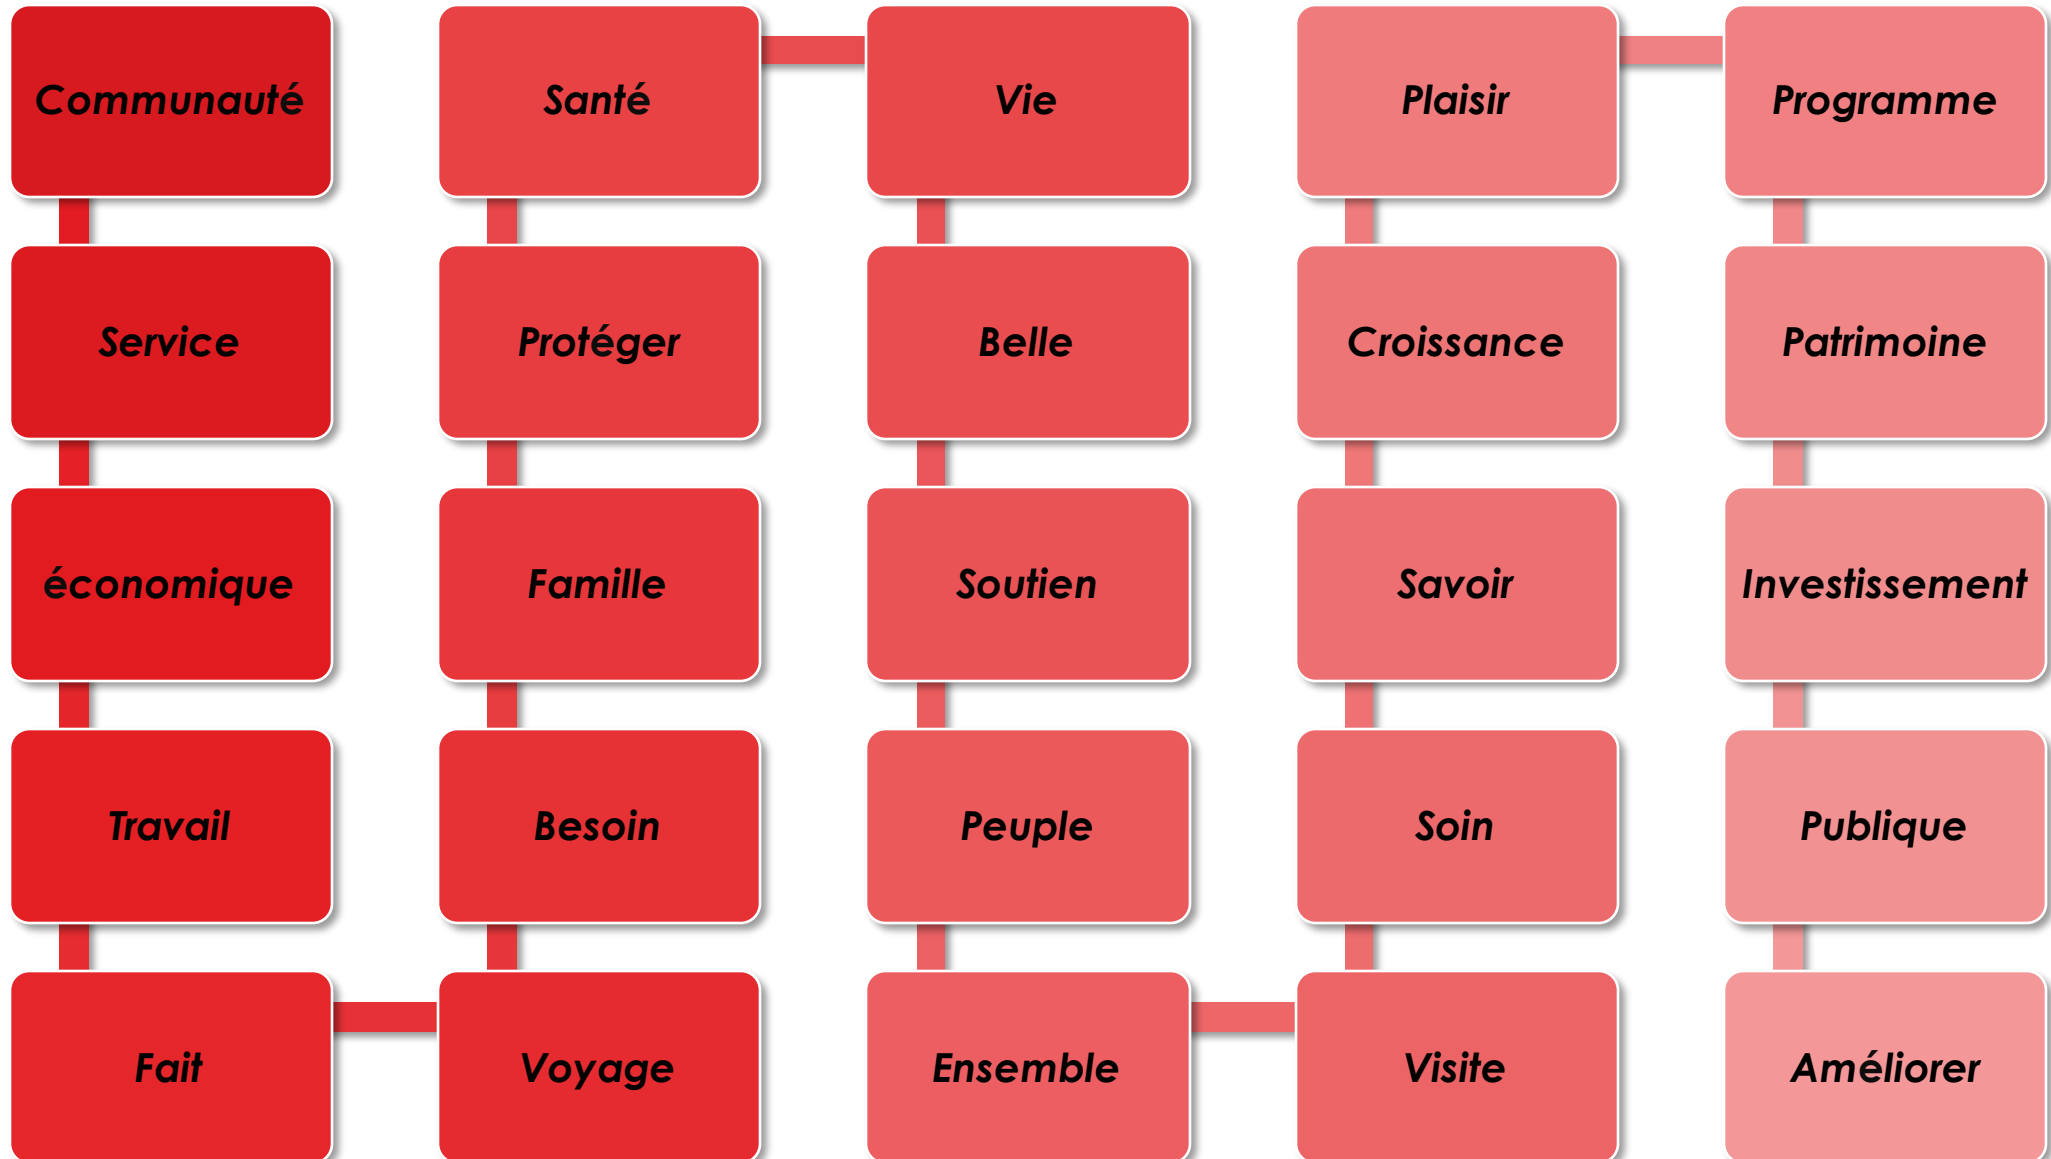 Communauté
Service
économique
Travail
Fait
Voyage
Besoin
Famille
Protéger
Santé
Vie
Belle
Soutien
Peuple
Ensemble
Visite
Soin
Savoir
Croissance
Plaisir
Programme
Patrimoine
Investissement
Publique
Améliorer